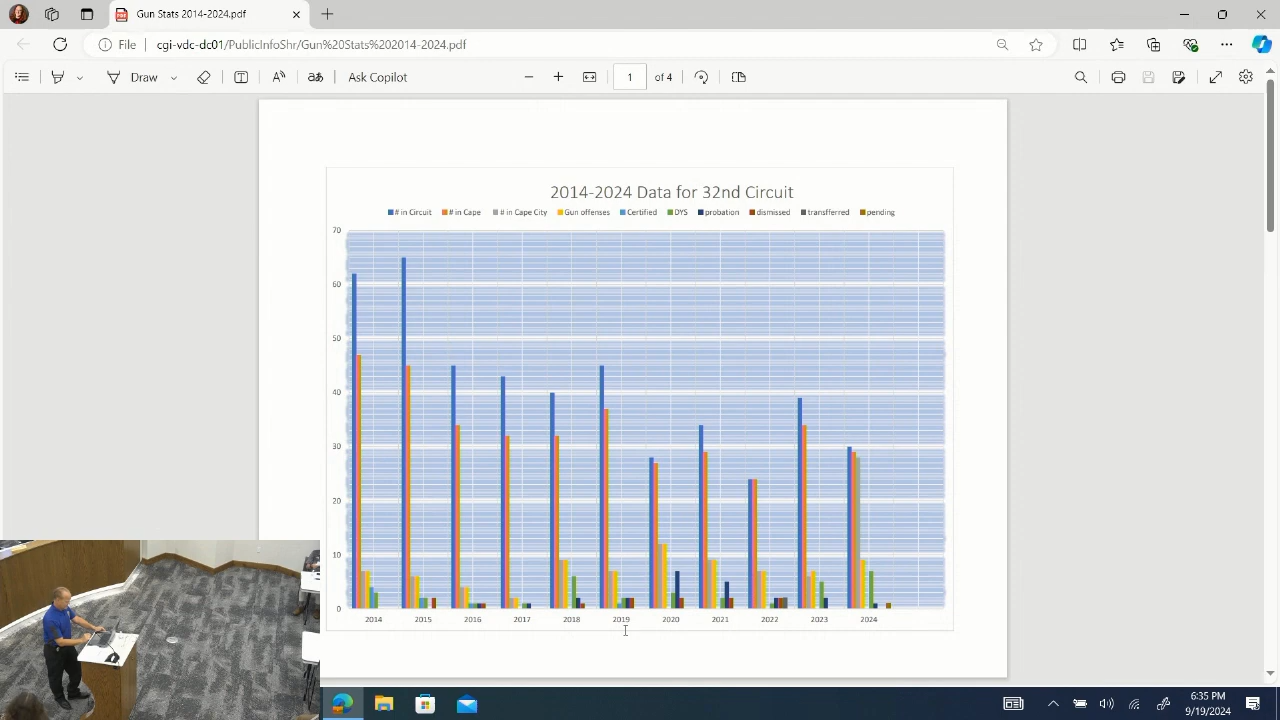 Gun Stats 2014-2024.pdf
File cgi-vdc-dc01/PublicInfoShr/Gun%20Stats%202014-2024.pdf
Draw Ask Copilot 1 of 4
2014-2024 Data for 32nd Circuit
# in Circuit # in Cape # in Cape City Gun offenses Certified DYS probation dismissed transfferred pending
70
60
50
40
30
20
10
0
2014 2015 2016 2017 2018 2019 2020 2021 2022 2023 2024
6:35 PM
9/19/2024